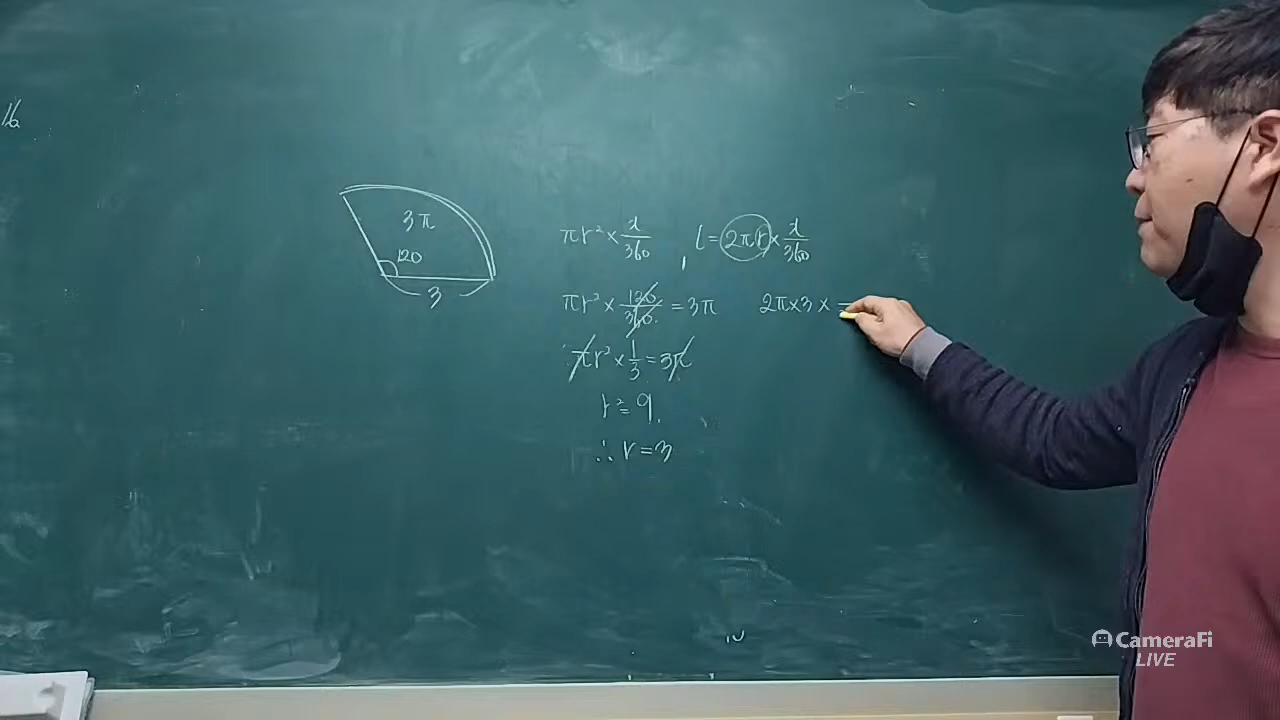 16
3π
120
3
πr² × x/360 , l = 2πr × x/360
πr² × 120/360 = 3π
2π×3×
πr² × 1/3 = 3π
r² = 9
∴ r = 3
CameraFi
LIVE